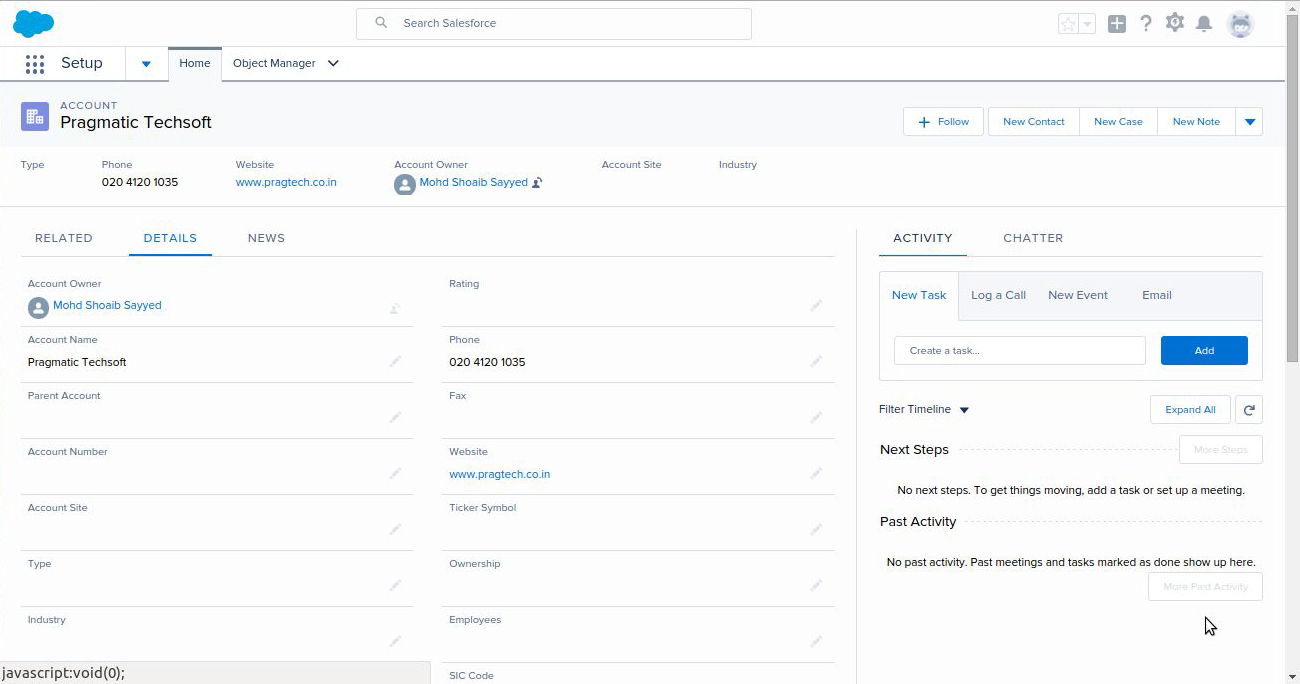 Search Salesforce
Setup
Home
Object Manager
ACCOUNT
Pragmatic Techsoft
+ Follow
New Contact
New Case
New Note
Type
Phone
Website
Account Owner
Account Site
Industry
020 4120 1035
www.pragtech.co.in
Mohd Shoaib Sayyed
RELATED
DETAILS
NEWS
Account Owner
Mohd Shoaib Sayyed
Rating
Account Name
Pragmatic Techsoft
Phone
020 4120 1035
Parent Account
Fax
Account Number
Website
www.pragtech.co.in
Account Site
Ticker Symbol
Type
Ownership
Industry
Employees
SIC Code
ACTIVITY
CHATTER
New Task
Log a Call
New Event
Email
Create a task...
Add
Filter Timeline
Expand All
Next Steps
More Steps
No next steps. To get things moving, add a task or set up a meeting.
Past Activity
No past activity. Past meetings and tasks marked as done show up here.
More Past Activity
javascript:void(0);